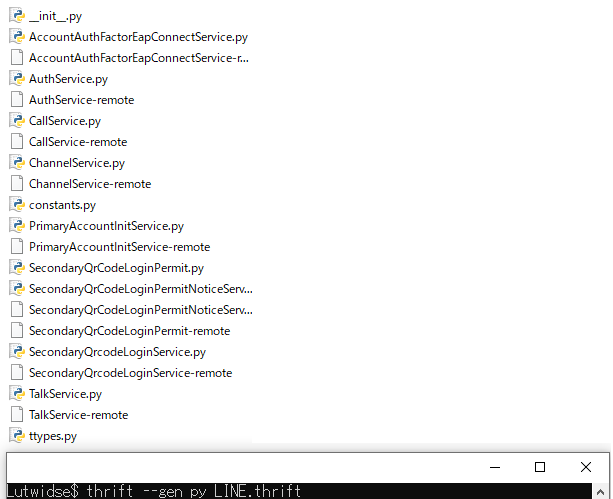 __init__.py
AccountAuthFactorEapConnectService.py
AccountAuthFactorEapConnectService-r...
AuthService.py
AuthService-remote
CallService.py
CallService-remote
ChannelService.py
ChannelService-remote
constants.py
PrimaryAccountInitService.py
PrimaryAccountInitService-remote
SecondaryQrCodeLoginPermit.py
SecondaryQrCodeLoginPermitNoticeServ...
SecondaryQrCodeLoginPermitNoticeServ...
SecondaryQrCodeLoginPermit-remote
SecondaryQrcodeLoginService.py
SecondaryQrcodeLoginService-remote
TalkService.py
TalkService-remote
ttypes.py
Lutwidse$ thrift --gen py LINE.thrift